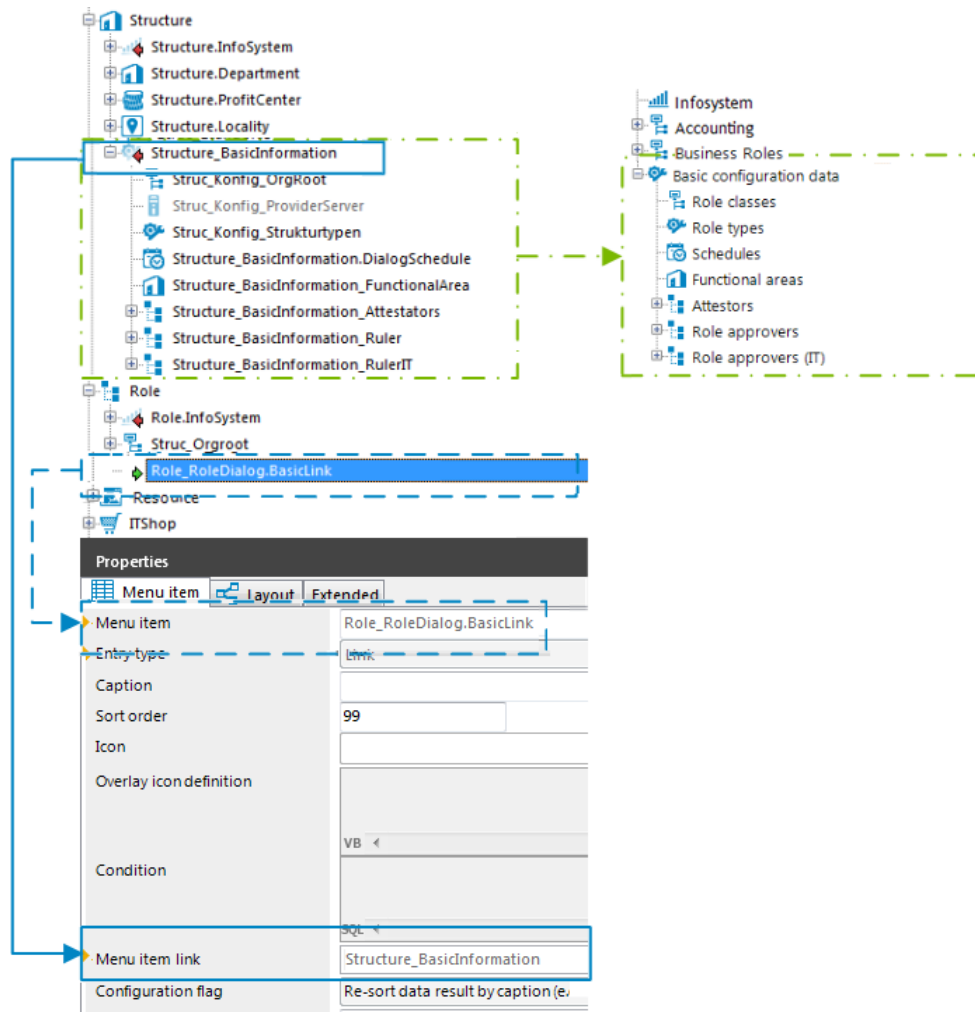 Structure
Structure.InfoSystem
Structure.Department
Structure.ProfitCenter
Structure.Locality
Structure_BasicInformation
Struc_Konfig_OrgRoot
Struc_Konfig_ProviderServer
Struc_Konfig_Strukturtypen
Structure_BasicInformation.DialogSchedule
Structure_BasicInformation_FunctionalArea
Structure_BasicInformation_Attestators
Structure_BasicInformation_Ruler
Structure_BasicInformation_RulerIT
Role
Role.InfoSystem
Struc_Orgroot
Role_RoleDialog.BasicLink
Resource
ITShop
Infosystem
Accounting
Business Roles
Basic configuration data
Role classes
Role types
Schedules
Functional areas
Attestors
Role approvers
Role approvers (IT)
Properties
Menu item Layout Extended
Menu item Role_RoleDialog.BasicLink
Entry type Link
Caption
Sort order 99
Icon
Overlay icon definition
VB
Condition
SQL
Menu item link Structure_BasicInformation
Configuration flag Re-sort data result by caption (e.